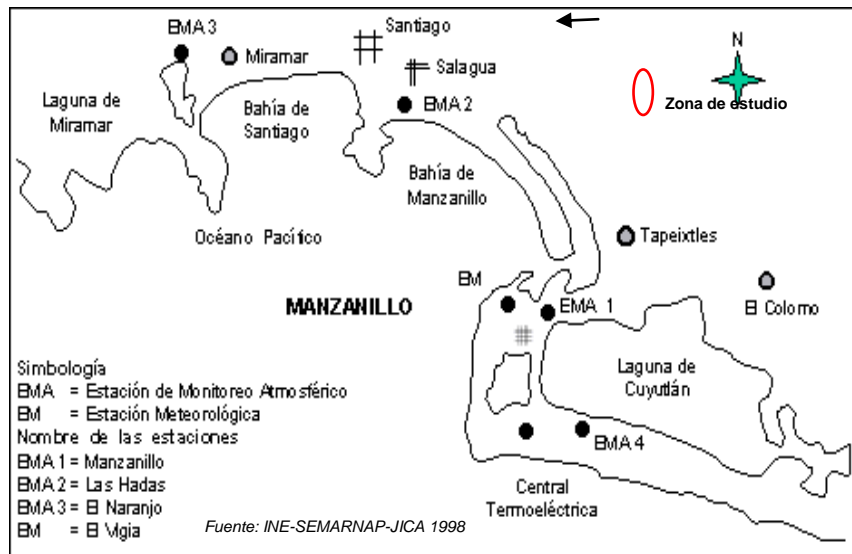 EMA 3
Miramar
Santiago
Salagua
EMA 2
N
Zona de estudio
Laguna de
Miramar
Bahía de
Santiago
Bahía de
Manzanillo
Océano Pacífico
Tapeixtles
El Colomo
EM
EMA 1
MANZANILLO
Laguna de
Cuyutlán
EMA 4
Central
Termoeléctrica
Simbología
EMA = Estación de Monitoreo Atmosférico
EM = Estación Meteorológica
Nombre de las estaciones
EMA 1 = Manzanillo
EMA 2 = Las Hadas
EMA 3 = El Naranjo
EM = El Vigia
Fuente: INE-SEMARNAP-JICA 1998